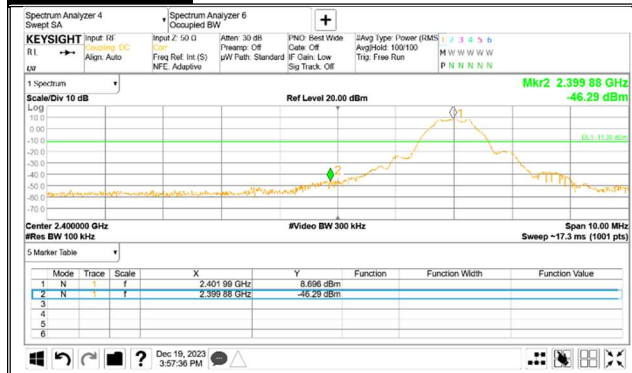 Spectrum Analyzer 4
Swept SA
Spectrum Analyzer 6
Occupied BW
KEYSIGHT
RL
Input: RF
Coupling: DC
Align: Auto
Input Z: 50 Ω
Corr
Freq Ref: Int (S)
NFE: Adaptive
Atten: 30 dB
Preamp: Off
µW Path: Standard
PNO: Best Wide
Gate: Off
IF Gain: Low
Sig Track: Off
#Avg Type: Power (RMS
Avg|Hold: 100/100
Trig: Free Run
1 2 3 4 5 6
M W W W W W
P N N N N N
1 Spectrum
Mkr2 2.399 88 GHz
Scale/Div 10 dB
Ref Level 20.00 dBm
-46.29 dBm
Log
10.0
0.00
-10.0
-20.0
-30.0
-40.0
-50.0
-60.0
-70.0
1
2
Center 2.400000 GHz
#Video BW 300 kHz
Span 10.00 MHz
#Res BW 100 kHz
Sweep ~17.3 ms (1001 pts)
5 Marker Table
Mode Trace Scale X Y Function Function Width Function Value
1 N 1 f 2.401 99 GHz 8.696 dBm
2 N 1 f 2.399 88 GHz -46.29 dBm
3
4
5
6
? Dec 19, 2023
3:57:36 PM